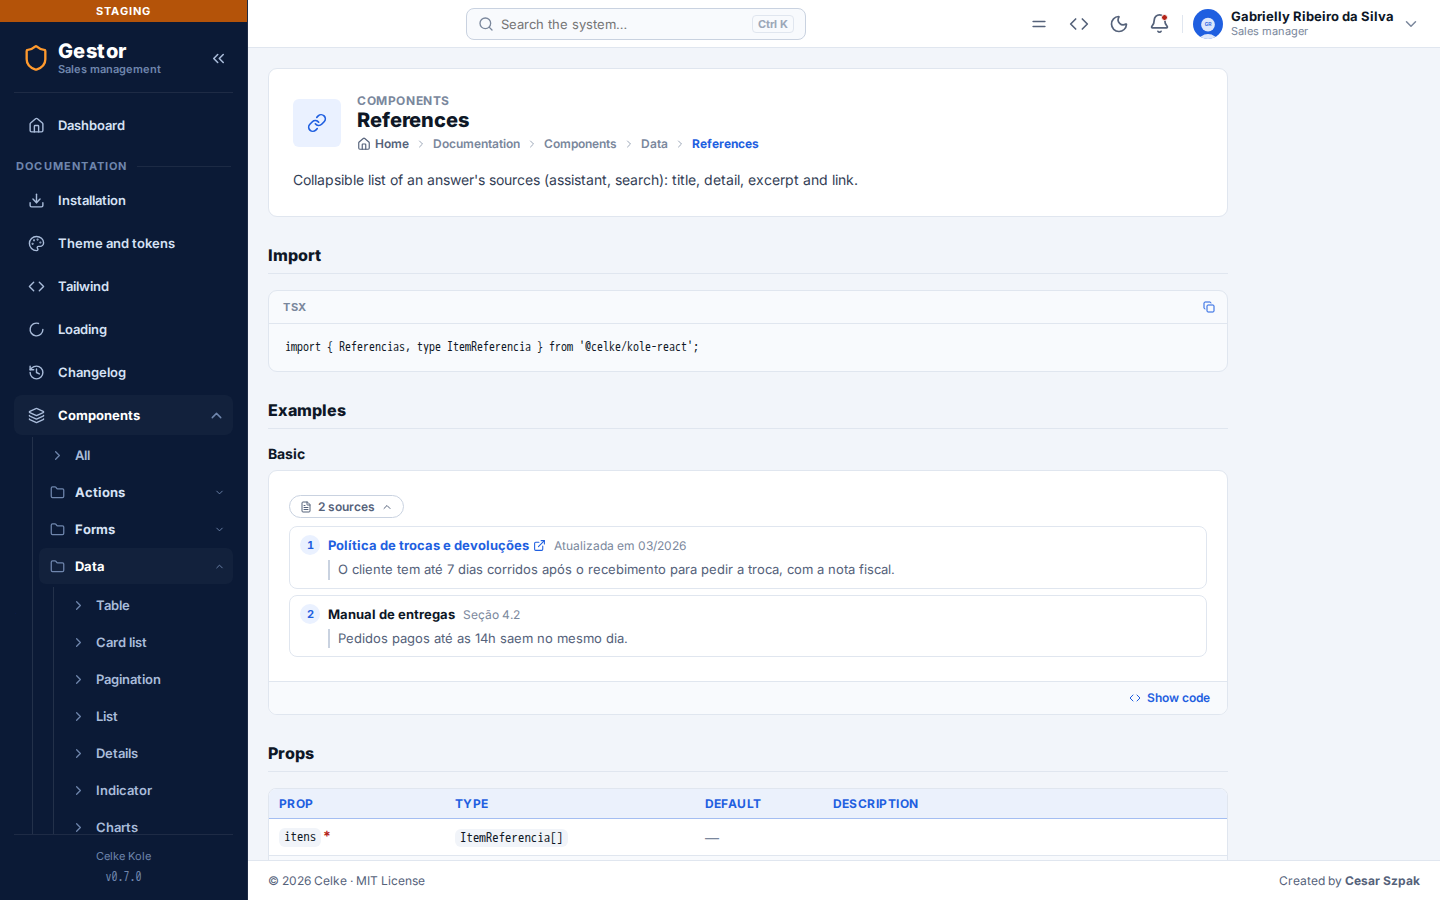 STAGING
Gestor
Sales management
Dashboard
DOCUMENTATION
Installation
Theme and tokens
Tailwind
Loading
Changelog
Components
All
Actions
Forms
Data
Table
Card list
Pagination
List
Details
Indicator
Charts
Celke Kole
v0.7.0
Search the system...
Ctrl K
GR
Gabrielly Ribeiro da Silva
Sales manager
COMPONENTS
References
Home
Documentation
Components
Data
References
Collapsible list of an answer's sources (assistant, search): title, detail, excerpt and link.
Import
TSX
import { Referencias, type ItemReferencia } from '@celke/kole-react';
Examples
Basic
2 sources
1 Política de trocas e devoluções Atualizada em 03/2026
O cliente tem até 7 dias corridos após o recebimento para pedir a troca, com a nota fiscal.
2 Manual de entregas Seção 4.2
Pedidos pagos até as 14h saem no mesmo dia.
Show code
Props
PROP TYPE DEFAULT DESCRIPTION
itens * ItemReferencia[] —
© 2026 Celke · MIT License
Created by Cesar Szpak